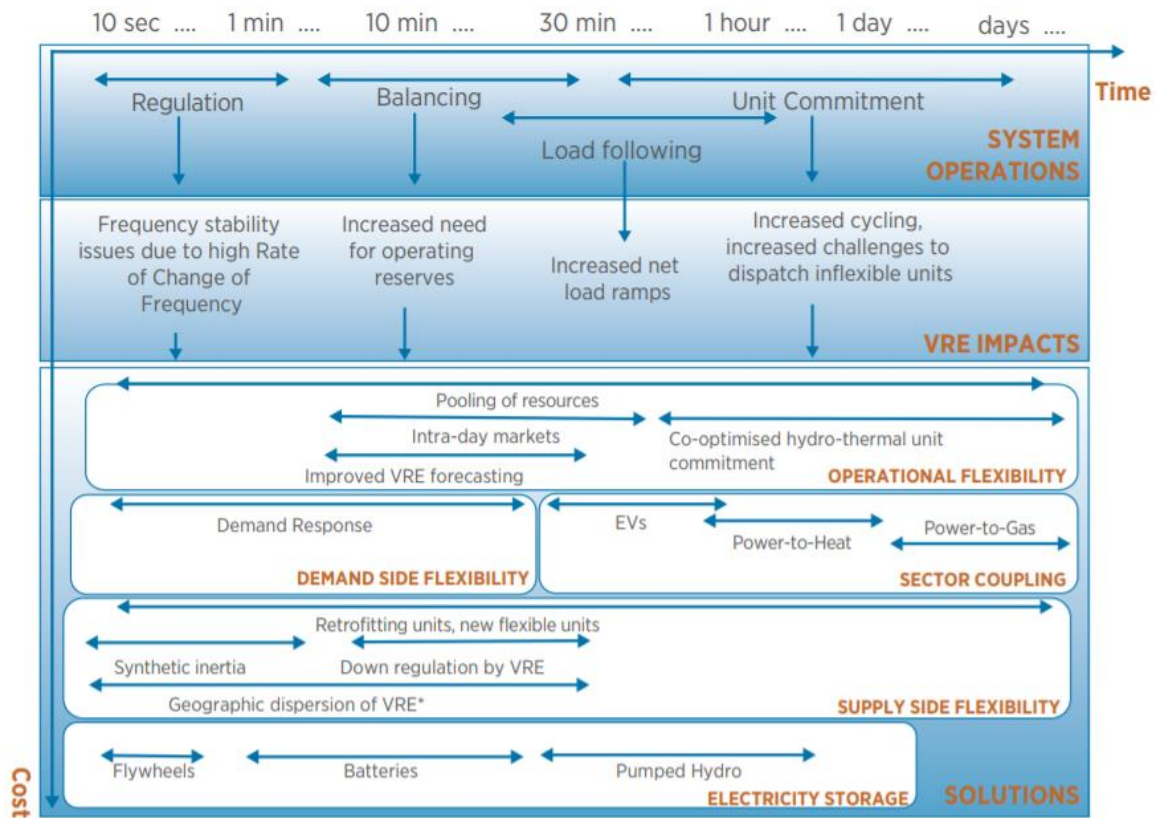 10 sec .... 1 min .... 10 min .... 30 min .... 1 hour .... 1 day .... days ....
Time
Regulation
Balancing
Unit Commitment
Load following
SYSTEM
OPERATIONS
Frequency stability
issues due to high Rate
of Change of
Frequency
Increased need
for operating
reserves
Increased net
load ramps
Increased cycling,
increased challenges to
dispatch inflexible units
VRE IMPACTS
Pooling of resources
Intra-day markets
Improved VRE forecasting
Co-optimised hydro-thermal unit
commitment
OPERATIONAL FLEXIBILITY
Demand Response
DEMAND SIDE FLEXIBILITY
EVs
Power-to-Heat
Power-to-Gas
SECTOR COUPLING
Retrofitting units, new flexible units
Synthetic inertia
Down regulation by VRE
Geographic dispersion of VRE*
SUPPLY SIDE FLEXIBILITY
Flywheels
Batteries
Pumped Hydro
ELECTRICITY STORAGE
SOLUTIONS
Cost